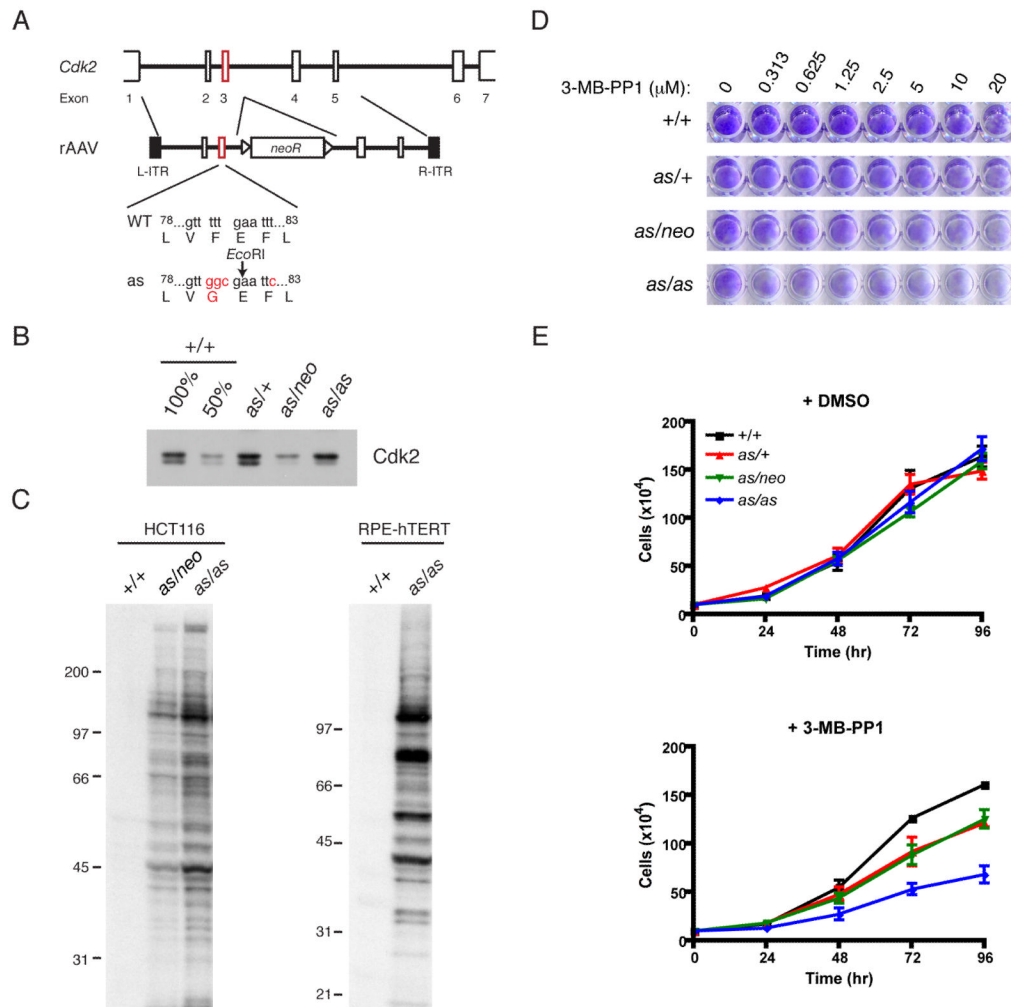 A
Cdk2
Exon 1 2 3 4 5 6 7
rAAV
neoR
L-ITR R-ITR
WT 78...gtt ttt gaa ttt...83
L V F E F L
EcoRI
as 78...gtt ggc gaa ttc...83
L V G E F L
B
+/+
100% 50% as/+ as/neo as/as
Cdk2
C
HCT116
+/+ as/neo as/as
200
97
66
45
31
RPE-hTERT
+/+ as/as
97
66
45
31
21
D
3-MB-PP1 (μM): 0 0.313 0.625 1.25 2.5 5 10 20
+/+
as/+
as/neo
as/as
E
+ DMSO
+/+
as/+
as/neo
as/as
Cells (x10⁴)
200
150
100
50
0
0 24 48 72 96
Time (hr)
+ 3-MB-PP1
Cells (x10⁴)
200
150
100
50
0
0 24 48 72 96
Time (hr)